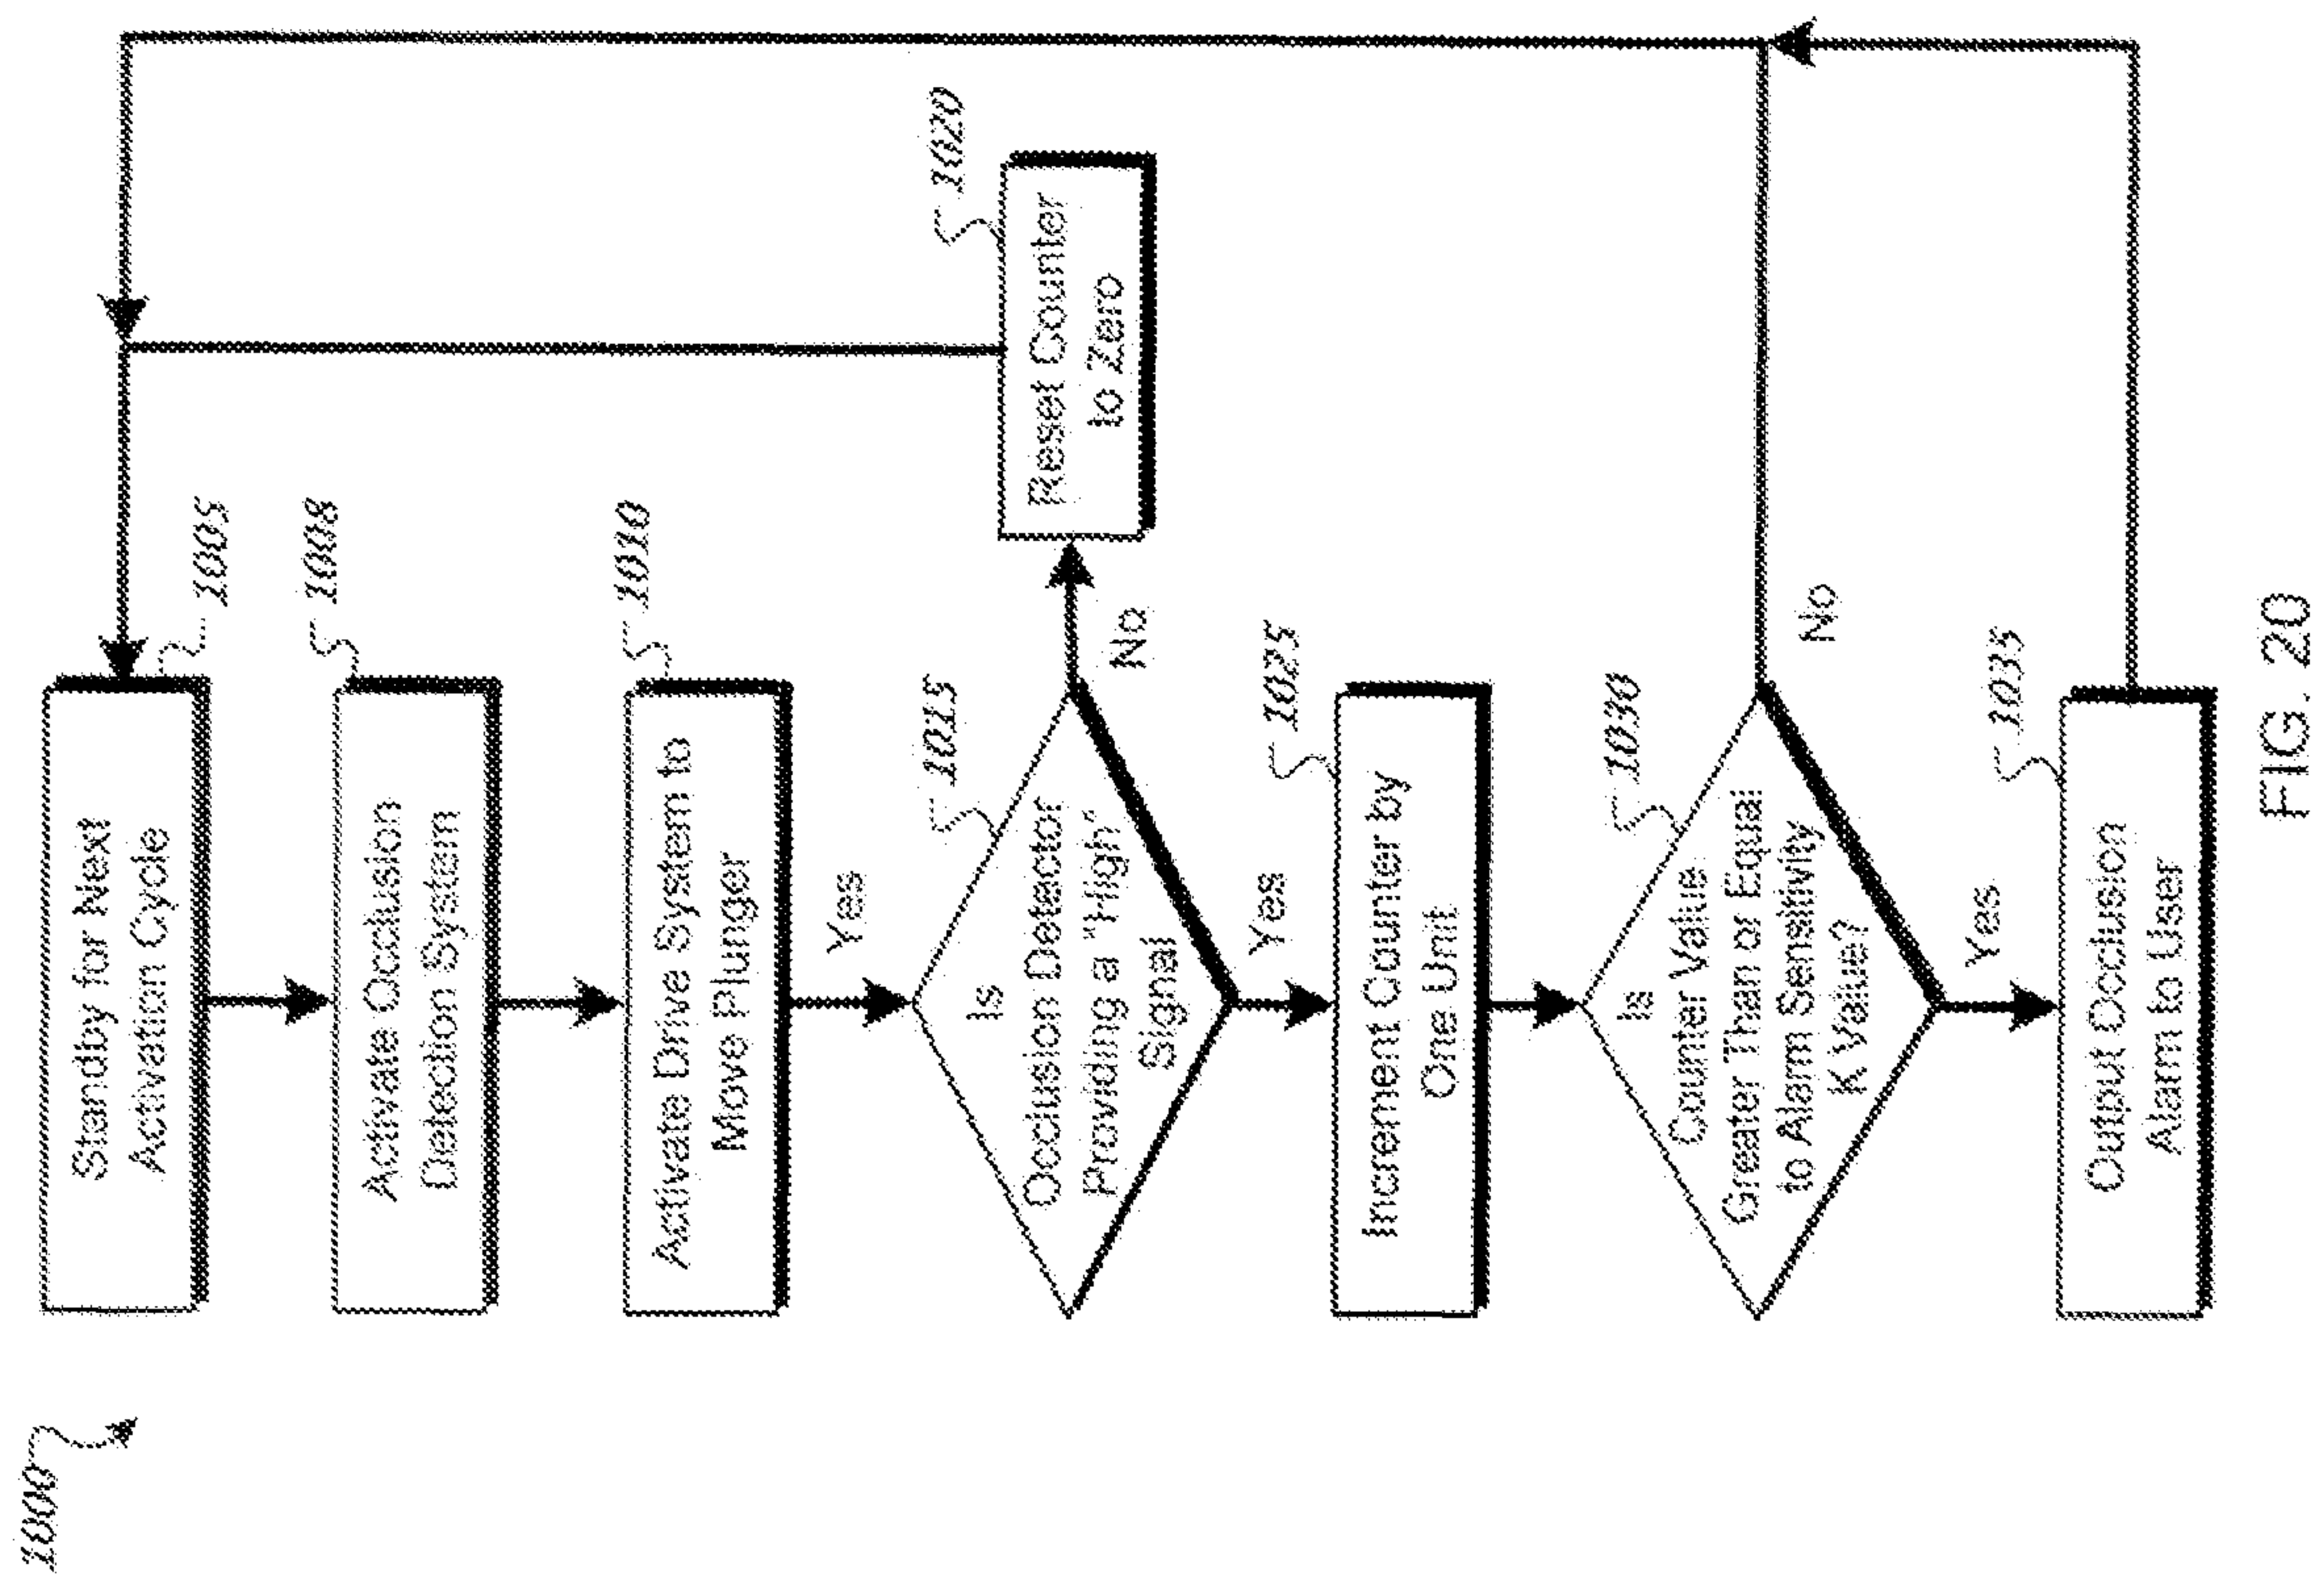 1000
Standby for Next
Activation Cycle
1005
Activate Occlusion
Detection System
1008
Activate Drive System to
Move Plunger
1010
Yes
Is
Occlusion Detector
Providing a "High"
Signal
1015
No
Reset Counter
to Zero
1020
Yes
Increment Counter by
One Unit
1025
Is
Counter Value
Greater Than or Equal
to Alarm Sensitivity
K Value?
1030
No
Yes
Output Occlusion
Alarm to User
1035
FIG. 20